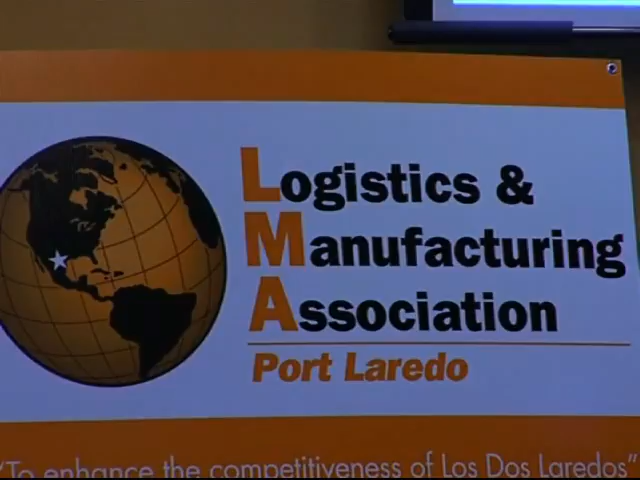 Logistics &
Manufacturing
Association
Port Laredo
"To enhance the competitiveness of Los Dos Laredos"